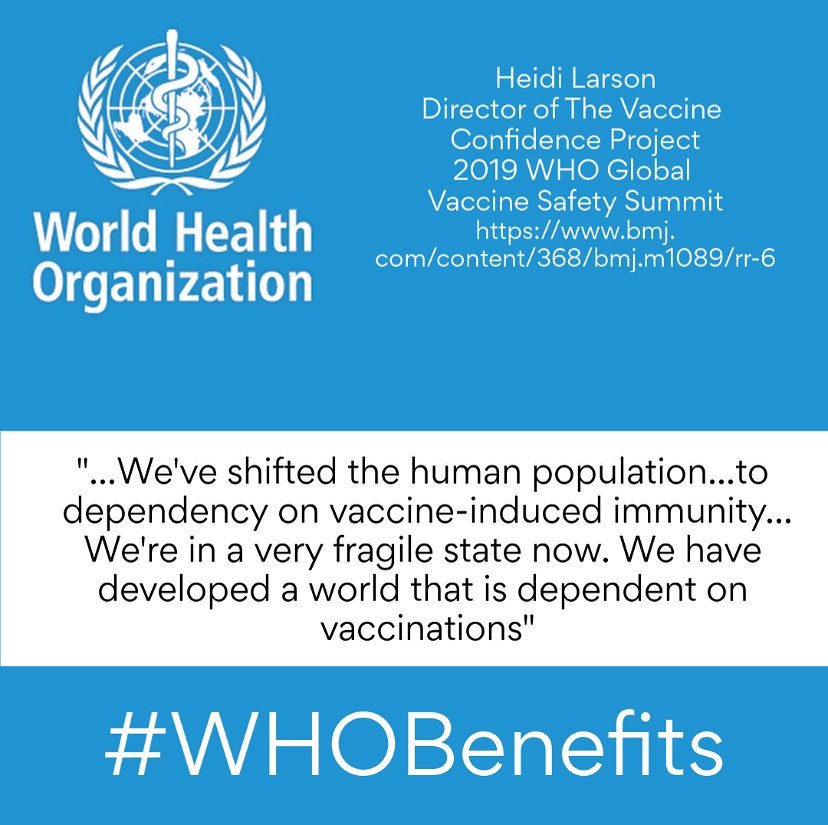 World Health
Organization
Heidi Larson
Director of The Vaccine
Confidence Project
2019 WHO Global
Vaccine Safety Summit
https://www.bmj.
com/content/368/bmj.m1089/rr-6
"...We've shifted the human population...to
dependency on vaccine-induced immunity...
We're in a very fragile state now. We have
developed a world that is dependent on
vaccinations"
#WHOBenefits